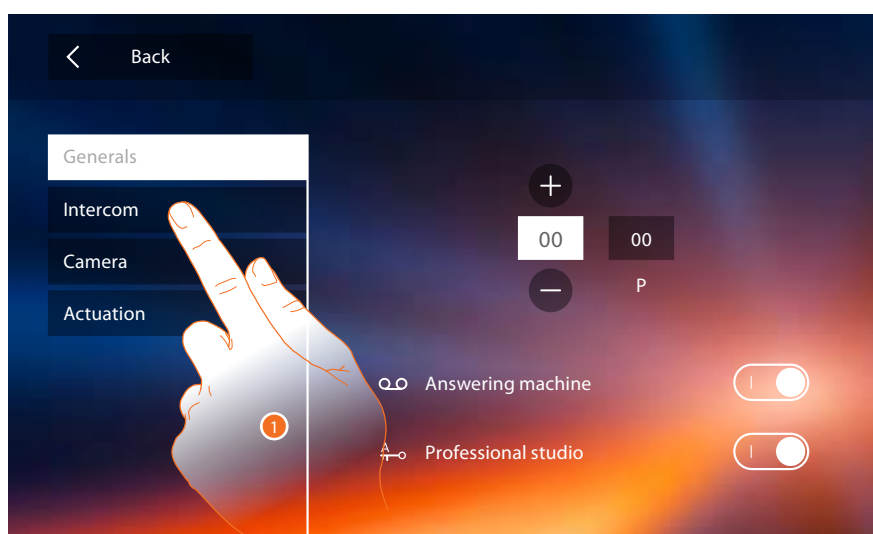 Back
Generals
Intercom
Camera
Actuation
00 00
P
1
Answering machine
A
Professional studio